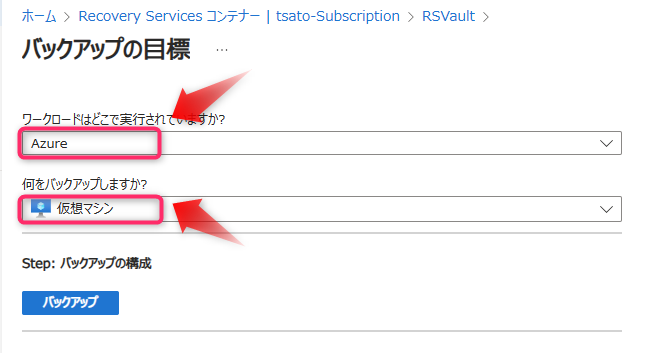 ホーム > Recovery Services コンテナー | tsato-Subscription > RSVault >
バックアップの目標 ...
ワークロードはどこで実行されていますか?
Azure
何をバックアップしますか?
仮想マシン
Step: バックアップの構成
バックアップ